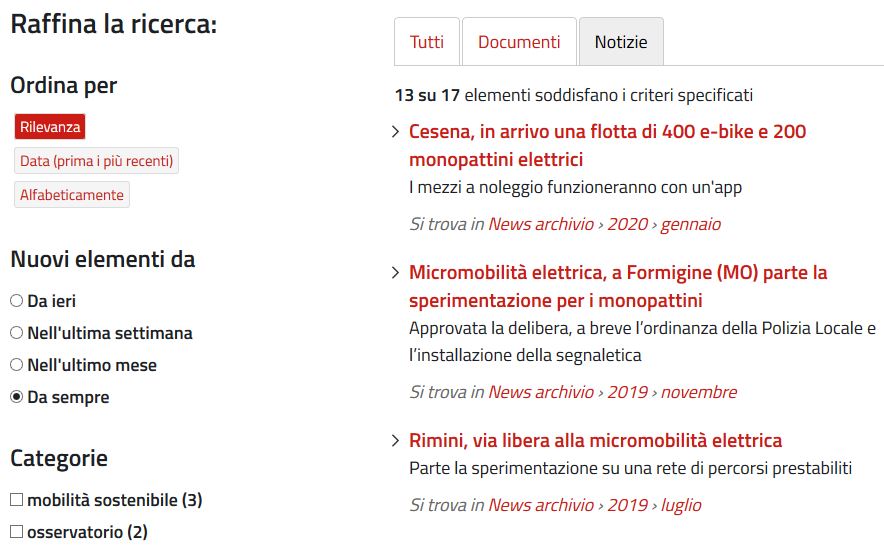 Raffina la ricerca:
Ordina per
Rilevanza
Data (prima i più recenti)
Alfabeticamente
Nuovi elementi da
Da ieri
Nell'ultima settimana
Nell'ultimo mese
Da sempre
Categorie
mobilità sostenibile (3)
osservatorio (2)
Tutti
Documenti
Notizie
13 su 17 elementi soddisfano i criteri specificati
Cesena, in arrivo una flotta di 400 e-bike e 200
monopattini elettrici
I mezzi a noleggio funzioneranno con un'app
Si trova in News archivio › 2020 › gennaio
Micromobilità elettrica, a Formigine (MO) parte la
sperimentazione per i monopattini
Approvata la delibera, a breve l’ordinanza della Polizia Locale e
l’installazione della segnaletica
Si trova in News archivio › 2019 › novembre
Rimini, via libera alla micromobilità elettrica
Parte la sperimentazione su una rete di percorsi prestabiliti
Si trova in News archivio › 2019 › luglio